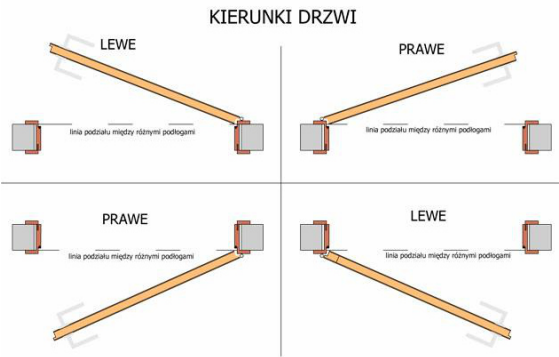 KIERUNKI DRZWI
LEWE
linia podziału między różnymi podłogami
PRAWE
linia podziału między różnymi podłogami
PRAWE
linia podziału między różnymi podłogami
LEWE
linia podziału między różnymi podłogami